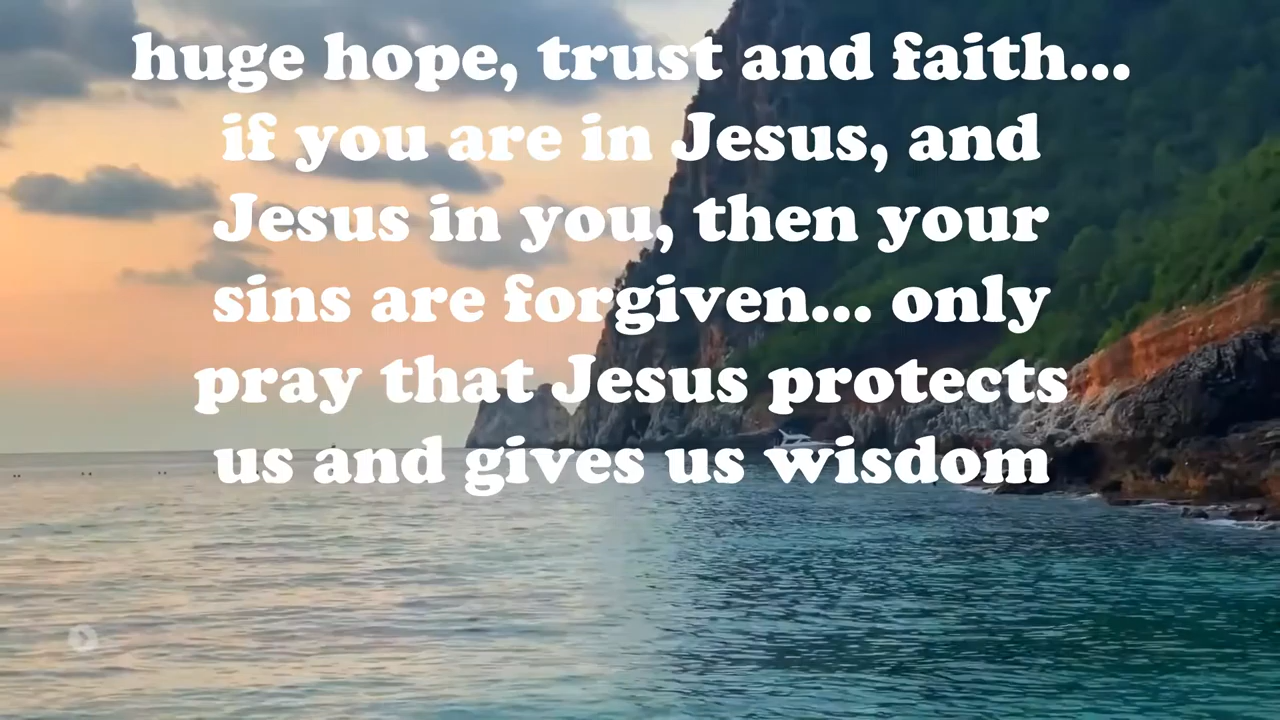 huge hope, trust and faith...
if you are in Jesus, and
Jesus in you, then your
sins are forgiven... only
pray that Jesus protects
us and gives us wisdom